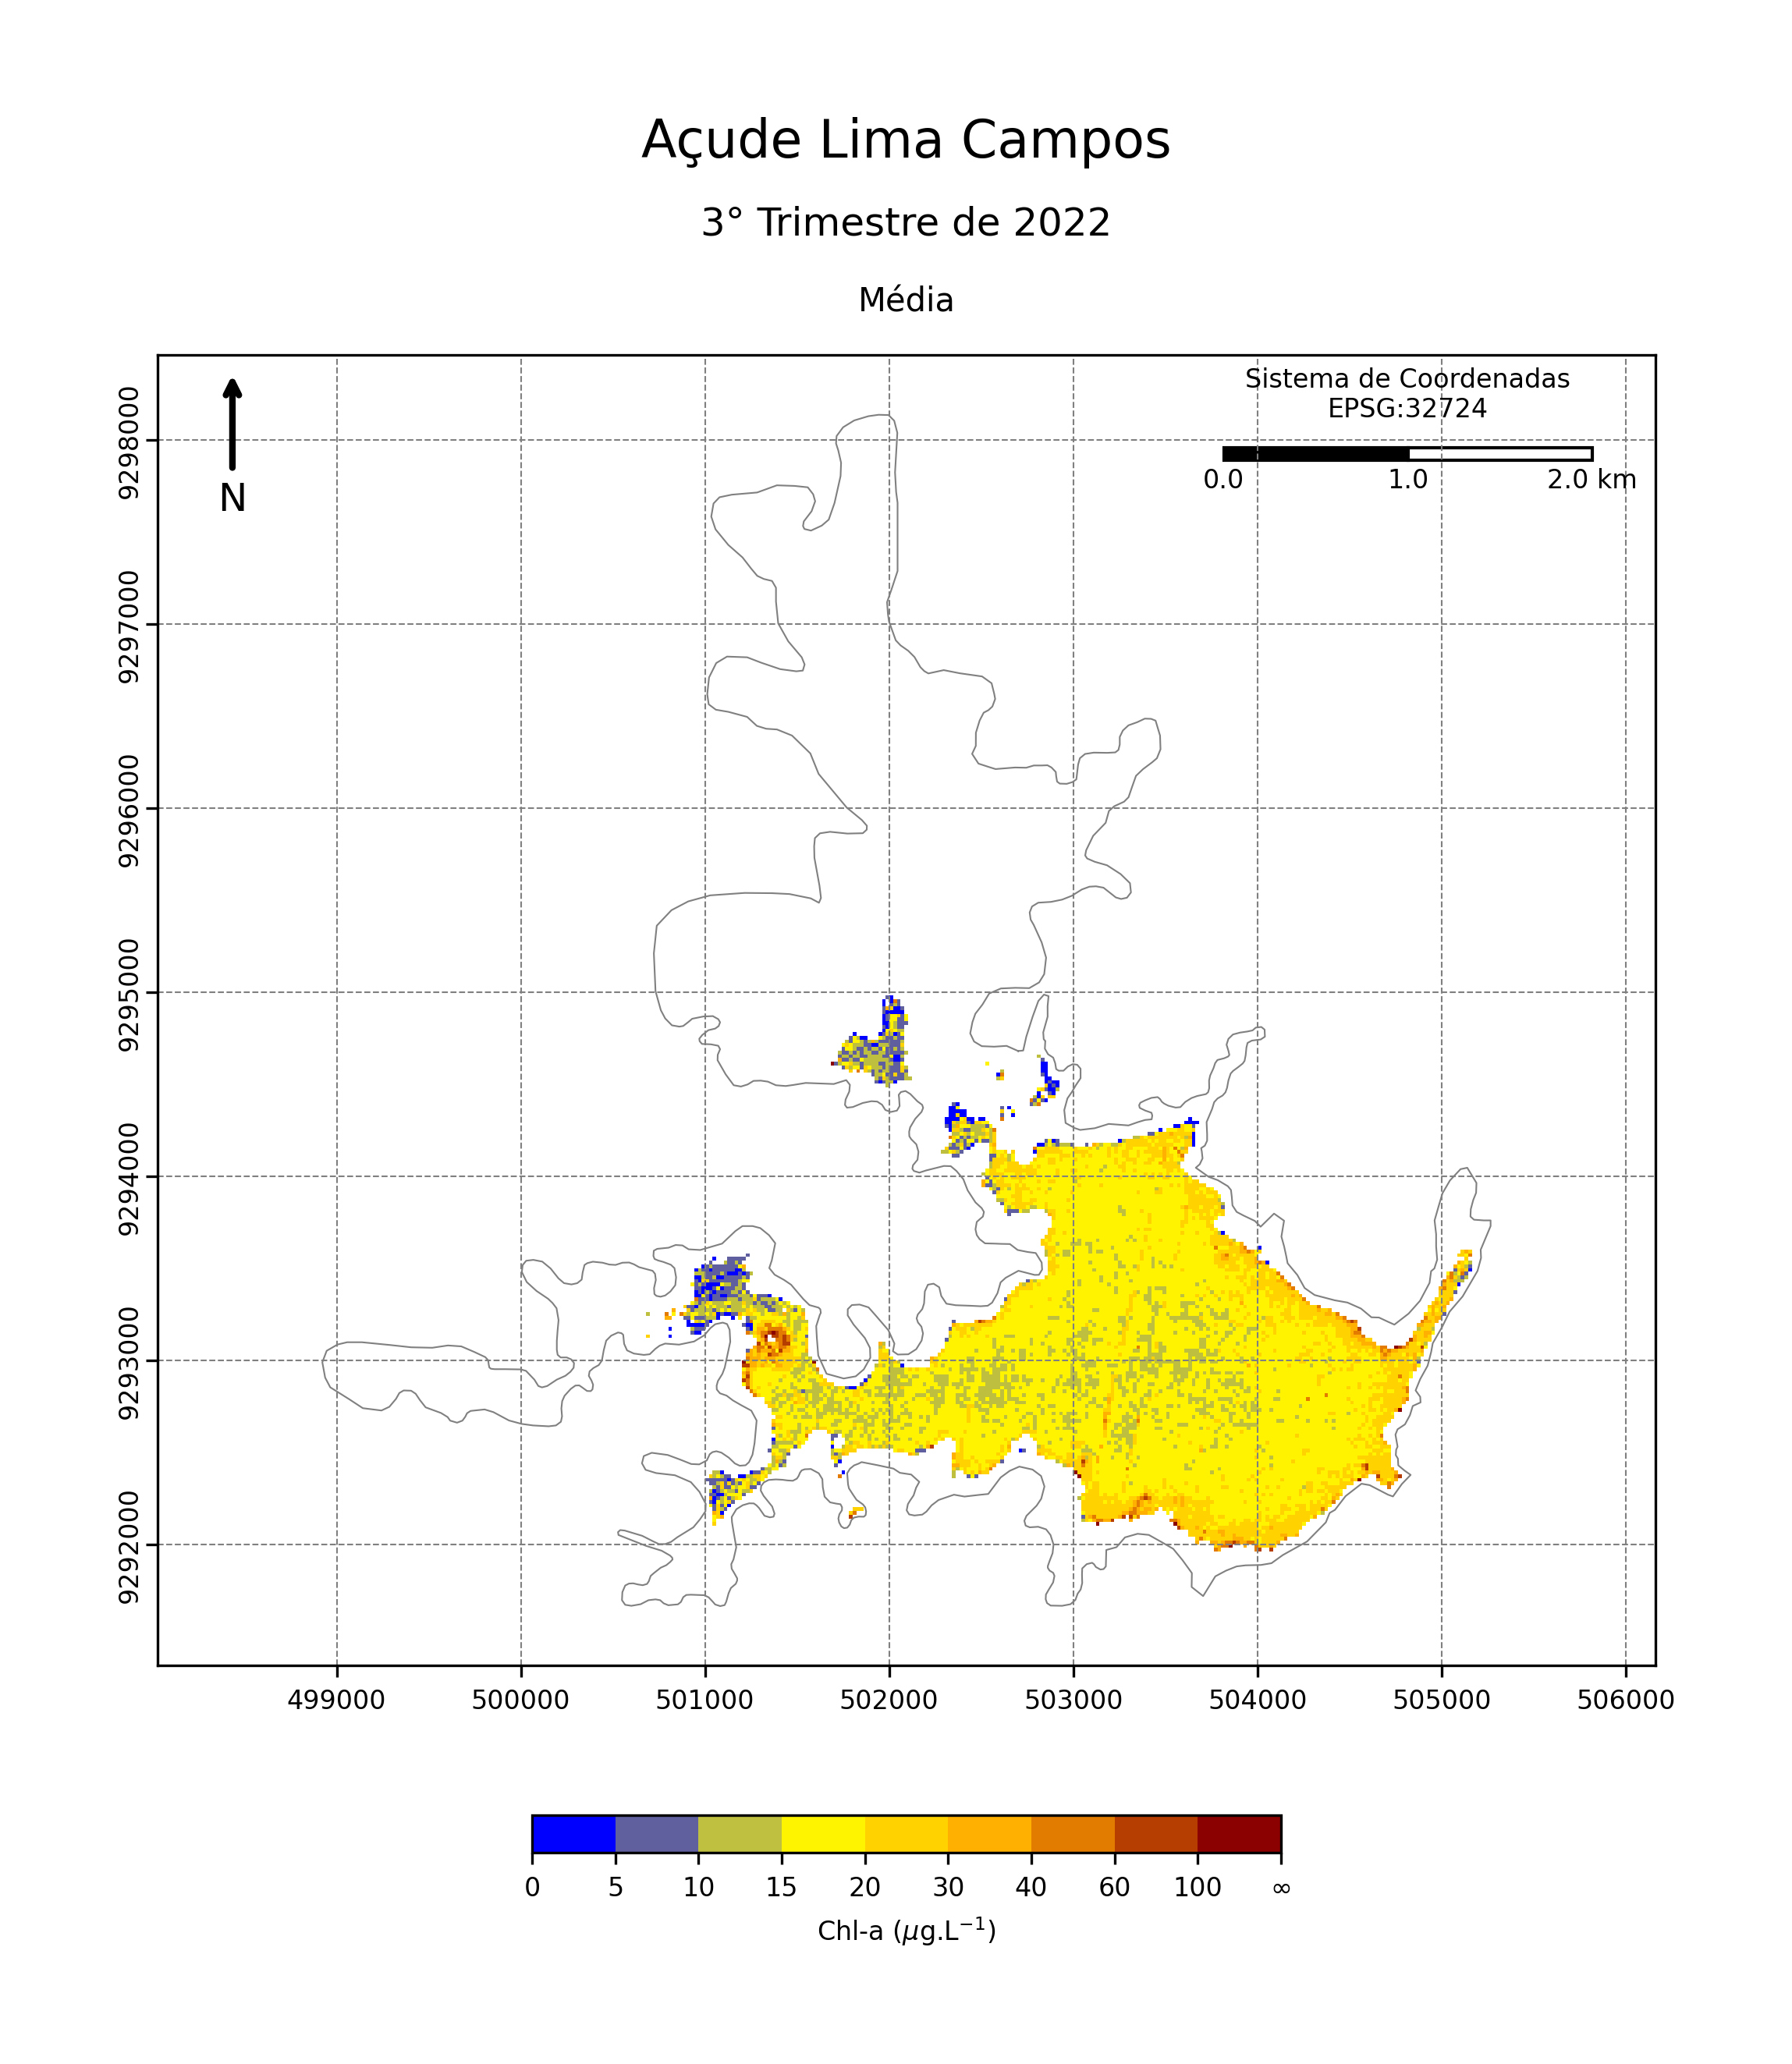 Açude Lima Campos
3° Trimestre de 2022
Média
Sistema de Coordenadas
EPSG:32724
0.0 1.0 2.0 km
N
9298000
9297000
9296000
9295000
9294000
9293000
9292000
499000 500000 501000 502000 503000 504000 505000 506000
0 5 10 15 20 30 40 60 100 ∞
Chl-a (μg.L⁻¹)